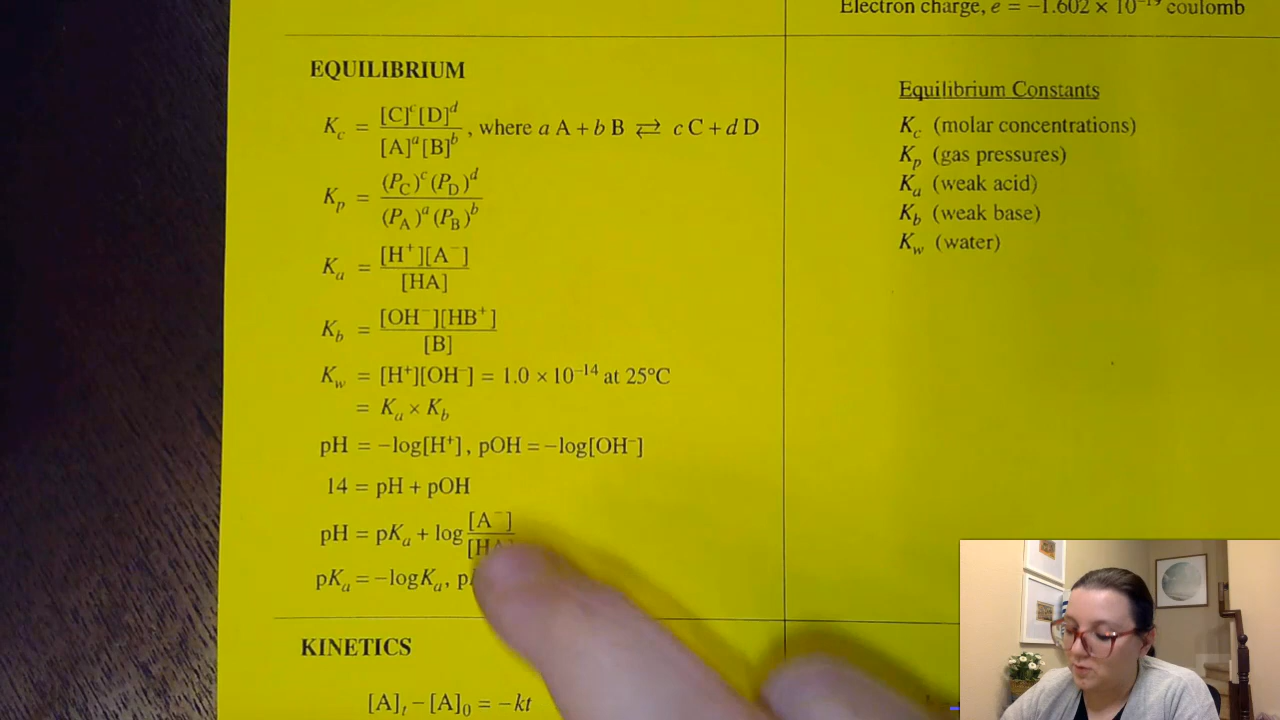 Electron charge, e = −1.602 × 10⁻¹⁹ coulomb
EQUILIBRIUM
K_c = [C]^c [D]^d / [A]^a [B]^b , where a A + b B ⇄ c C + d D
K_p = (P_C)^c (P_D)^d / (P_A)^a (P_B)^b
K_a = [H⁺][A⁻] / [HA]
K_b = [OH⁻][HB⁺] / [B]
K_w = [H⁺][OH⁻] = 1.0 × 10⁻¹⁴ at 25°C
= K_a × K_b
pH = −log[H⁺] , pOH = −log[OH⁻]
14 = pH + pOH
pH = pK_a + log [A⁻] / [HA]
pK_a = −logK_a,
KINETICS
[A]_t − [A]_0 = −kt
Equilibrium Constants
K_c (molar concentrations)
K_p (gas pressures)
K_a (weak acid)
K_b (weak base)
K_w (water)